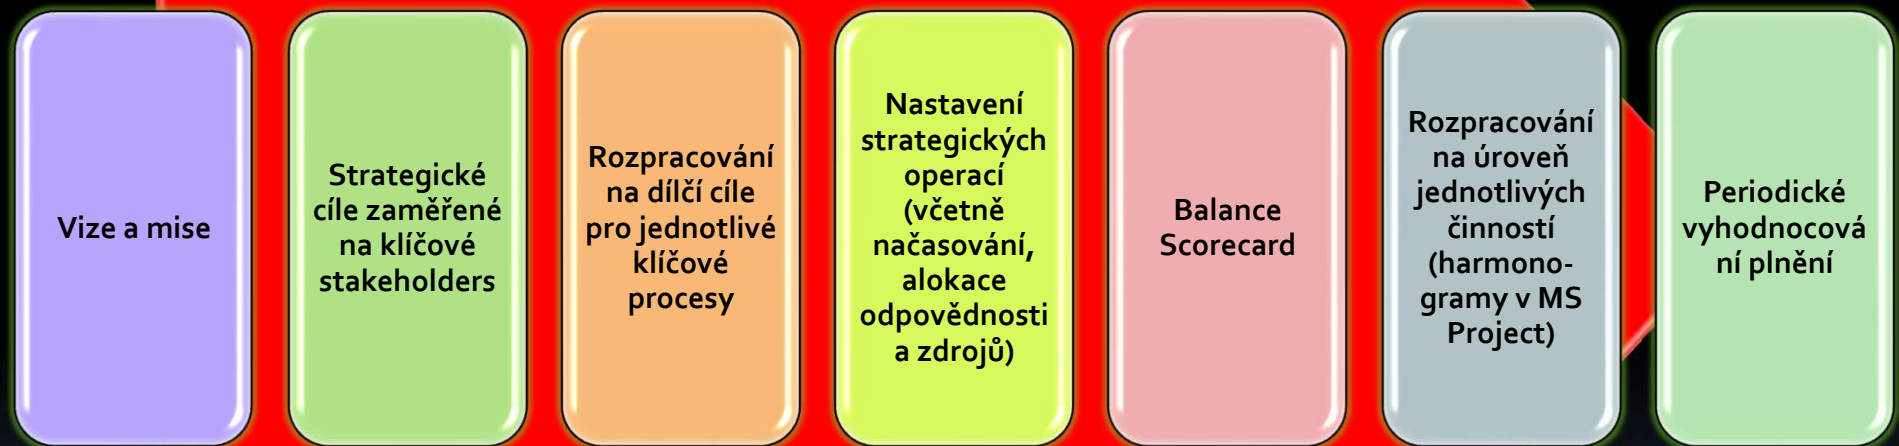 Vize a mise
Strategické
cíle zaměřené
na klíčové
stakeholders
Rozpracování
na dílčí cíle
pro jednotlivé
klíčové
procesy
Nastavení
strategických
operací
(včetně
načasování,
alokace
odpovědnosti
a zdrojů)
Balance
Scorecard
Rozpracování
na úroveň
jednotlivých
činností
(harmono-
gramy v MS
Project)
Periodické
vyhodnocová
ní plnění